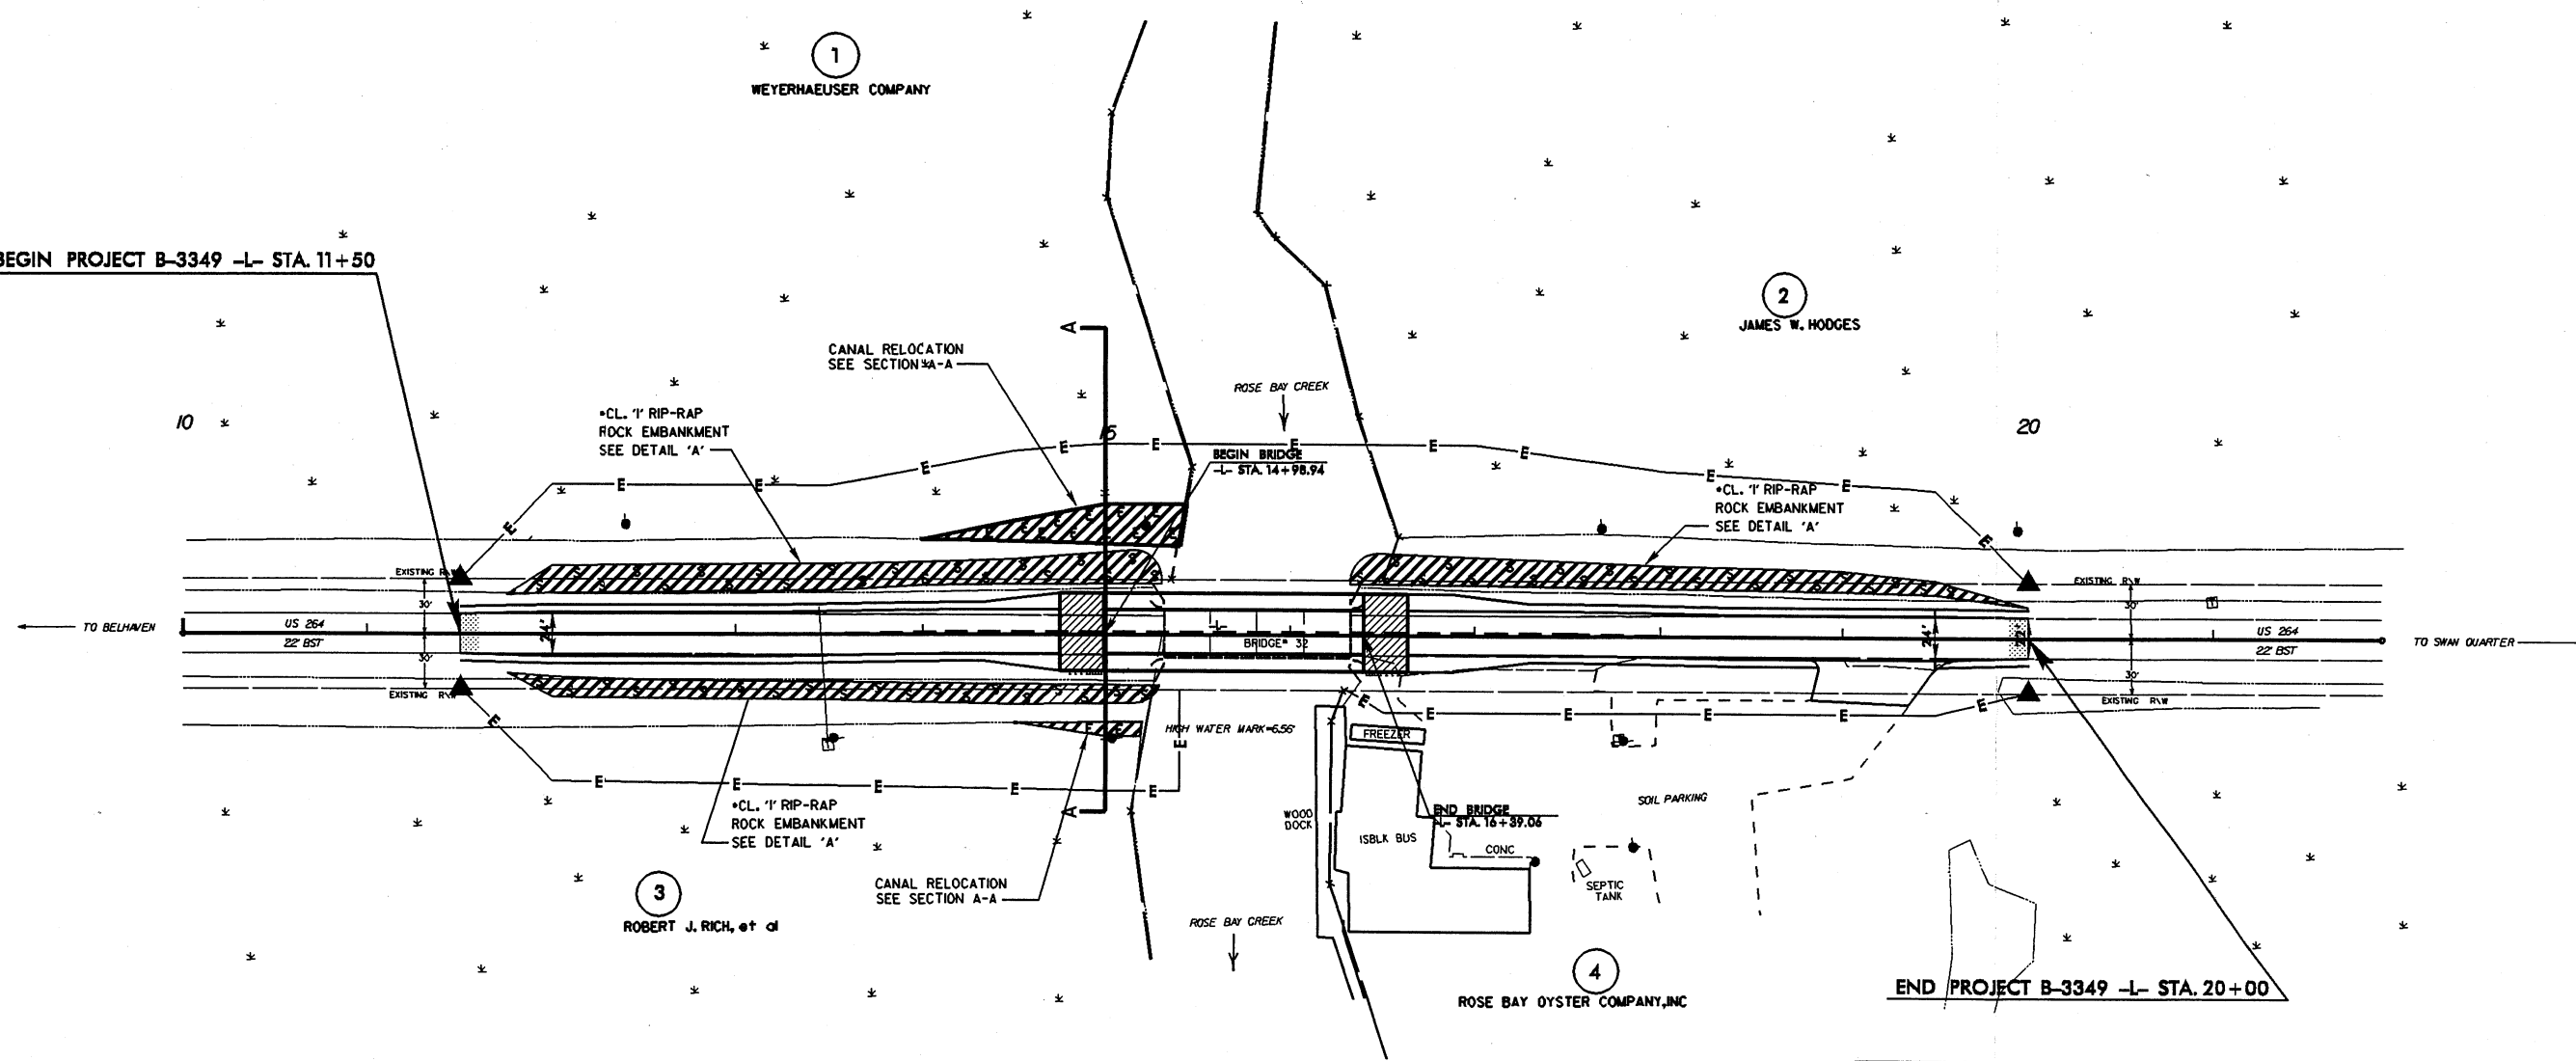 1
WEYERHAEUSER COMPANY
BEGIN PROJECT B-3349 -L- STA. 11+50
2
JAMES W. HODGES
A
CANAL RELOCATION
SEE SECTION A-A
ROSE BAY CREEK
*CL. 'I' RIP-RAP
ROCK EMBANKMENT
SEE DETAIL 'A'
10
15
20
E E E E E E E E E E E
BEGIN BRIDGE
-L- STA. 14+98.94
*CL. 'I' RIP-RAP
ROCK EMBANKMENT
SEE DETAIL 'A'
EXISTING R\W
EXISTING R\W
30'
30'
TO BELHAVEN
US 264
22' BST
24'
-L-
BRIDGE# 32
24'
22'
US 264
22' BST
TO SWAN QUARTER
30'
30'
EXISTING R\W
EXISTING R\W
HIGH WATER MARK=6.56'
FREEZER
E E E E E E E E E E E E E
*CL. 'I' RIP-RAP
ROCK EMBANKMENT
SEE DETAIL 'A'
A
WOOD
DOCK
END BRIDGE
-L- STA. 16+39.06
SOIL PARKING
ISBLK BUS
CONC
SEPTIC
TANK
3
ROBERT J. RICH, et al
CANAL RELOCATION
SEE SECTION A-A
ROSE BAY CREEK
4
ROSE BAY OYSTER COMPANY,INC
END PROJECT B-3349 -L- STA. 20+00